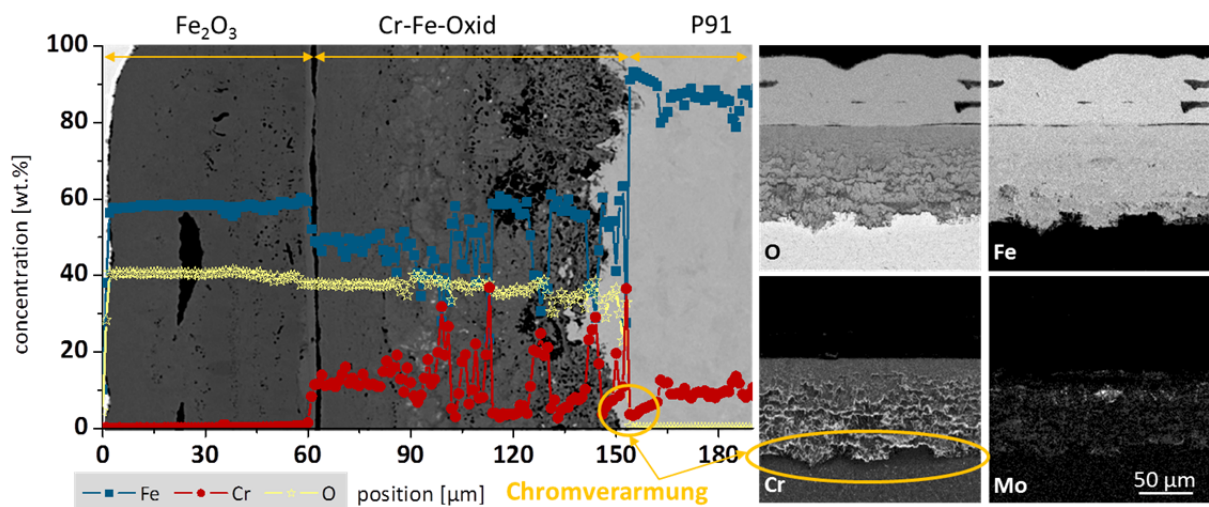 Fe₂O₃ Cr-Fe-Oxid P91
100
80
60
40
20
0
concentration [wt.%]
0 30 60 90 120 150 180
Fe Cr O position [µm] Chromverarmung
O Fe
Cr Mo 50 µm